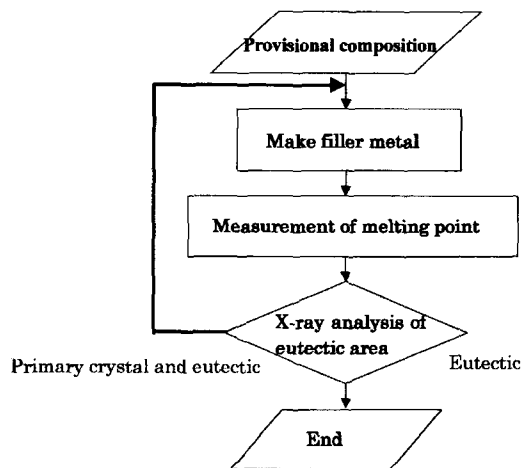 Provisional composition
Make filler metal
Measurement of melting point
X-ray analysis of
eutectic area
Primary crystal and eutectic
Eutectic
End